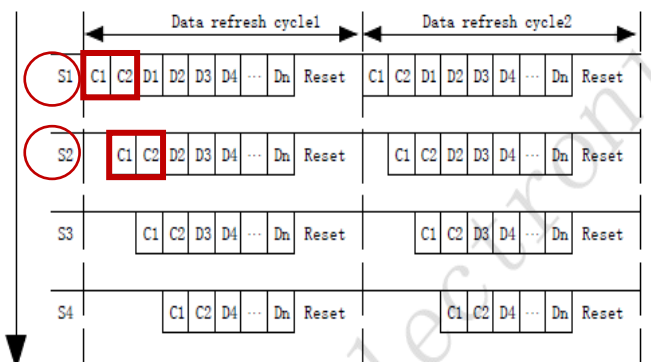 Data refresh cycle1 Data refresh cycle2
S1 C1 C2 D1 D2 D3 D4 ··· Dn Reset C1 C2 D1 D2 D3 D4 ··· Dn Reset
S2 C1 C2 D2 D3 D4 ··· Dn Reset C1 C2 D2 D3 D4 ··· Dn Reset
S3 C1 C2 D3 D4 ··· Dn Reset C1 C2 D3 D4 ··· Dn Reset
S4 C1 C2 D4 ··· Dn Reset C1 C2 D4 ··· Dn Reset